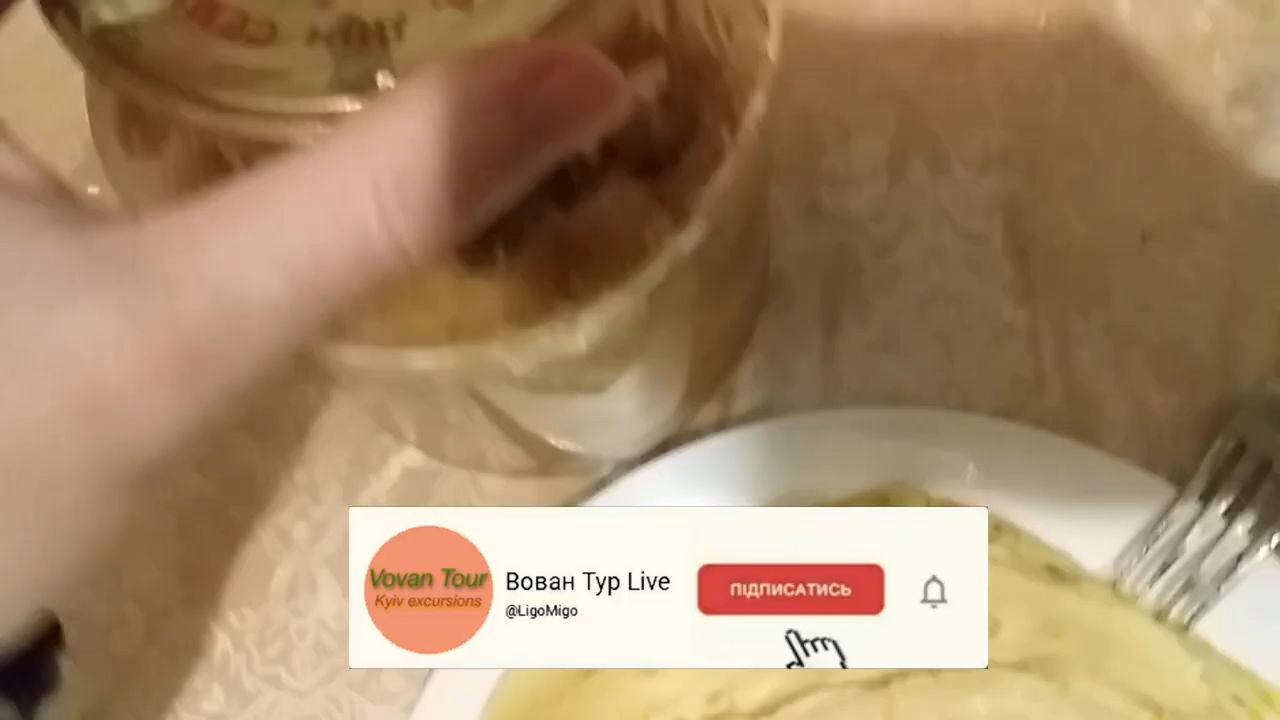 Vovan Tour
Kyiv excursions
Вован Тур Live
@LigoMigo
ПІДПИСАТИСЬ